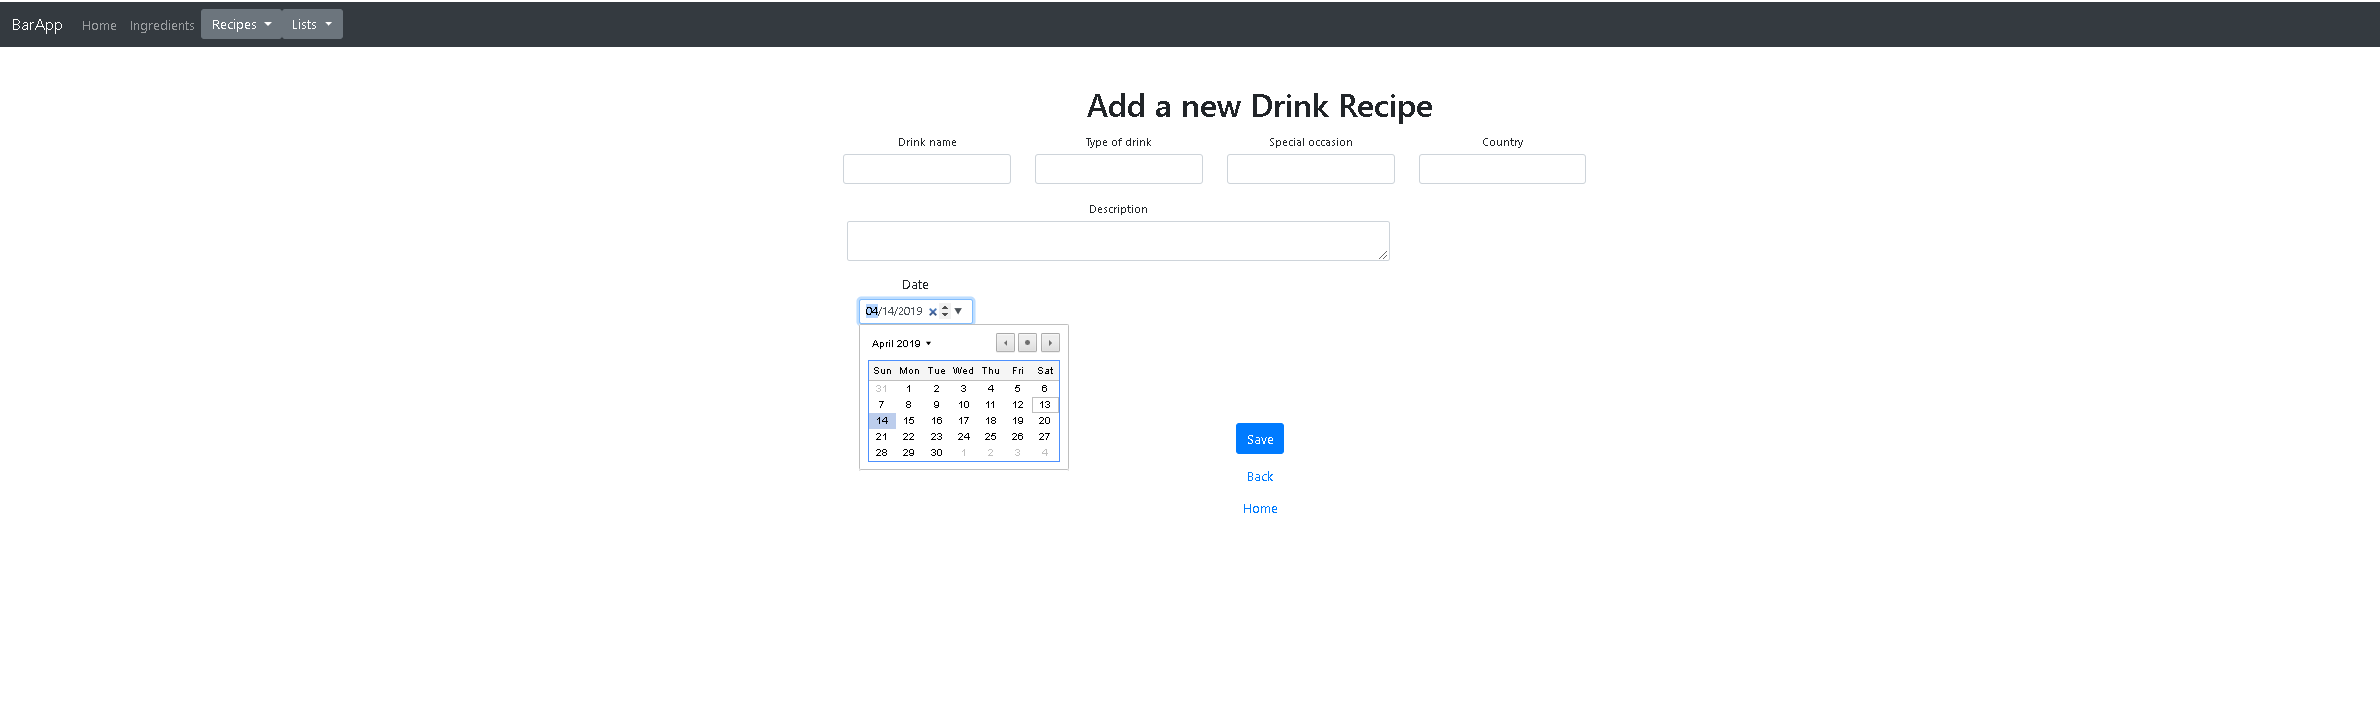 BarApp Home Ingredients Recipes Lists
Add a new Drink Recipe
Drink name Type of drink Special occasion Country
Description
Date
04/14/2019
April 2019
Sun Mon Tue Wed Thu Fri Sat
31 1 2 3 4 5 6
7 8 9 10 11 12 13
14 15 16 17 18 19 20
21 22 23 24 25 26 27
28 29 30 1 2 3 4
Save
Back
Home